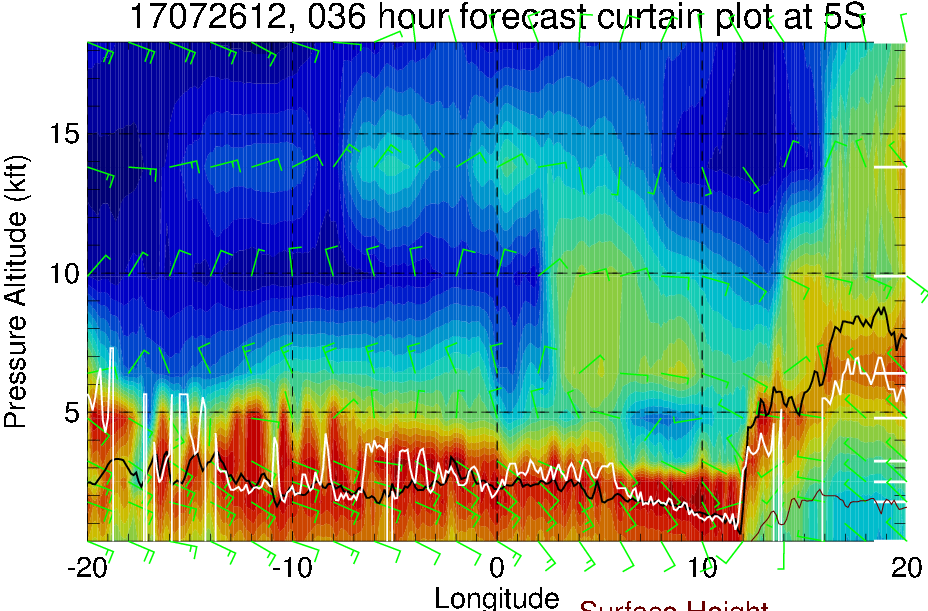 17072612, 036 hour forecast curtain plot at 5S
Pressure Altitude (kft)
15
10
5
-20 -10 0 10 20
Longitude
Surface Height